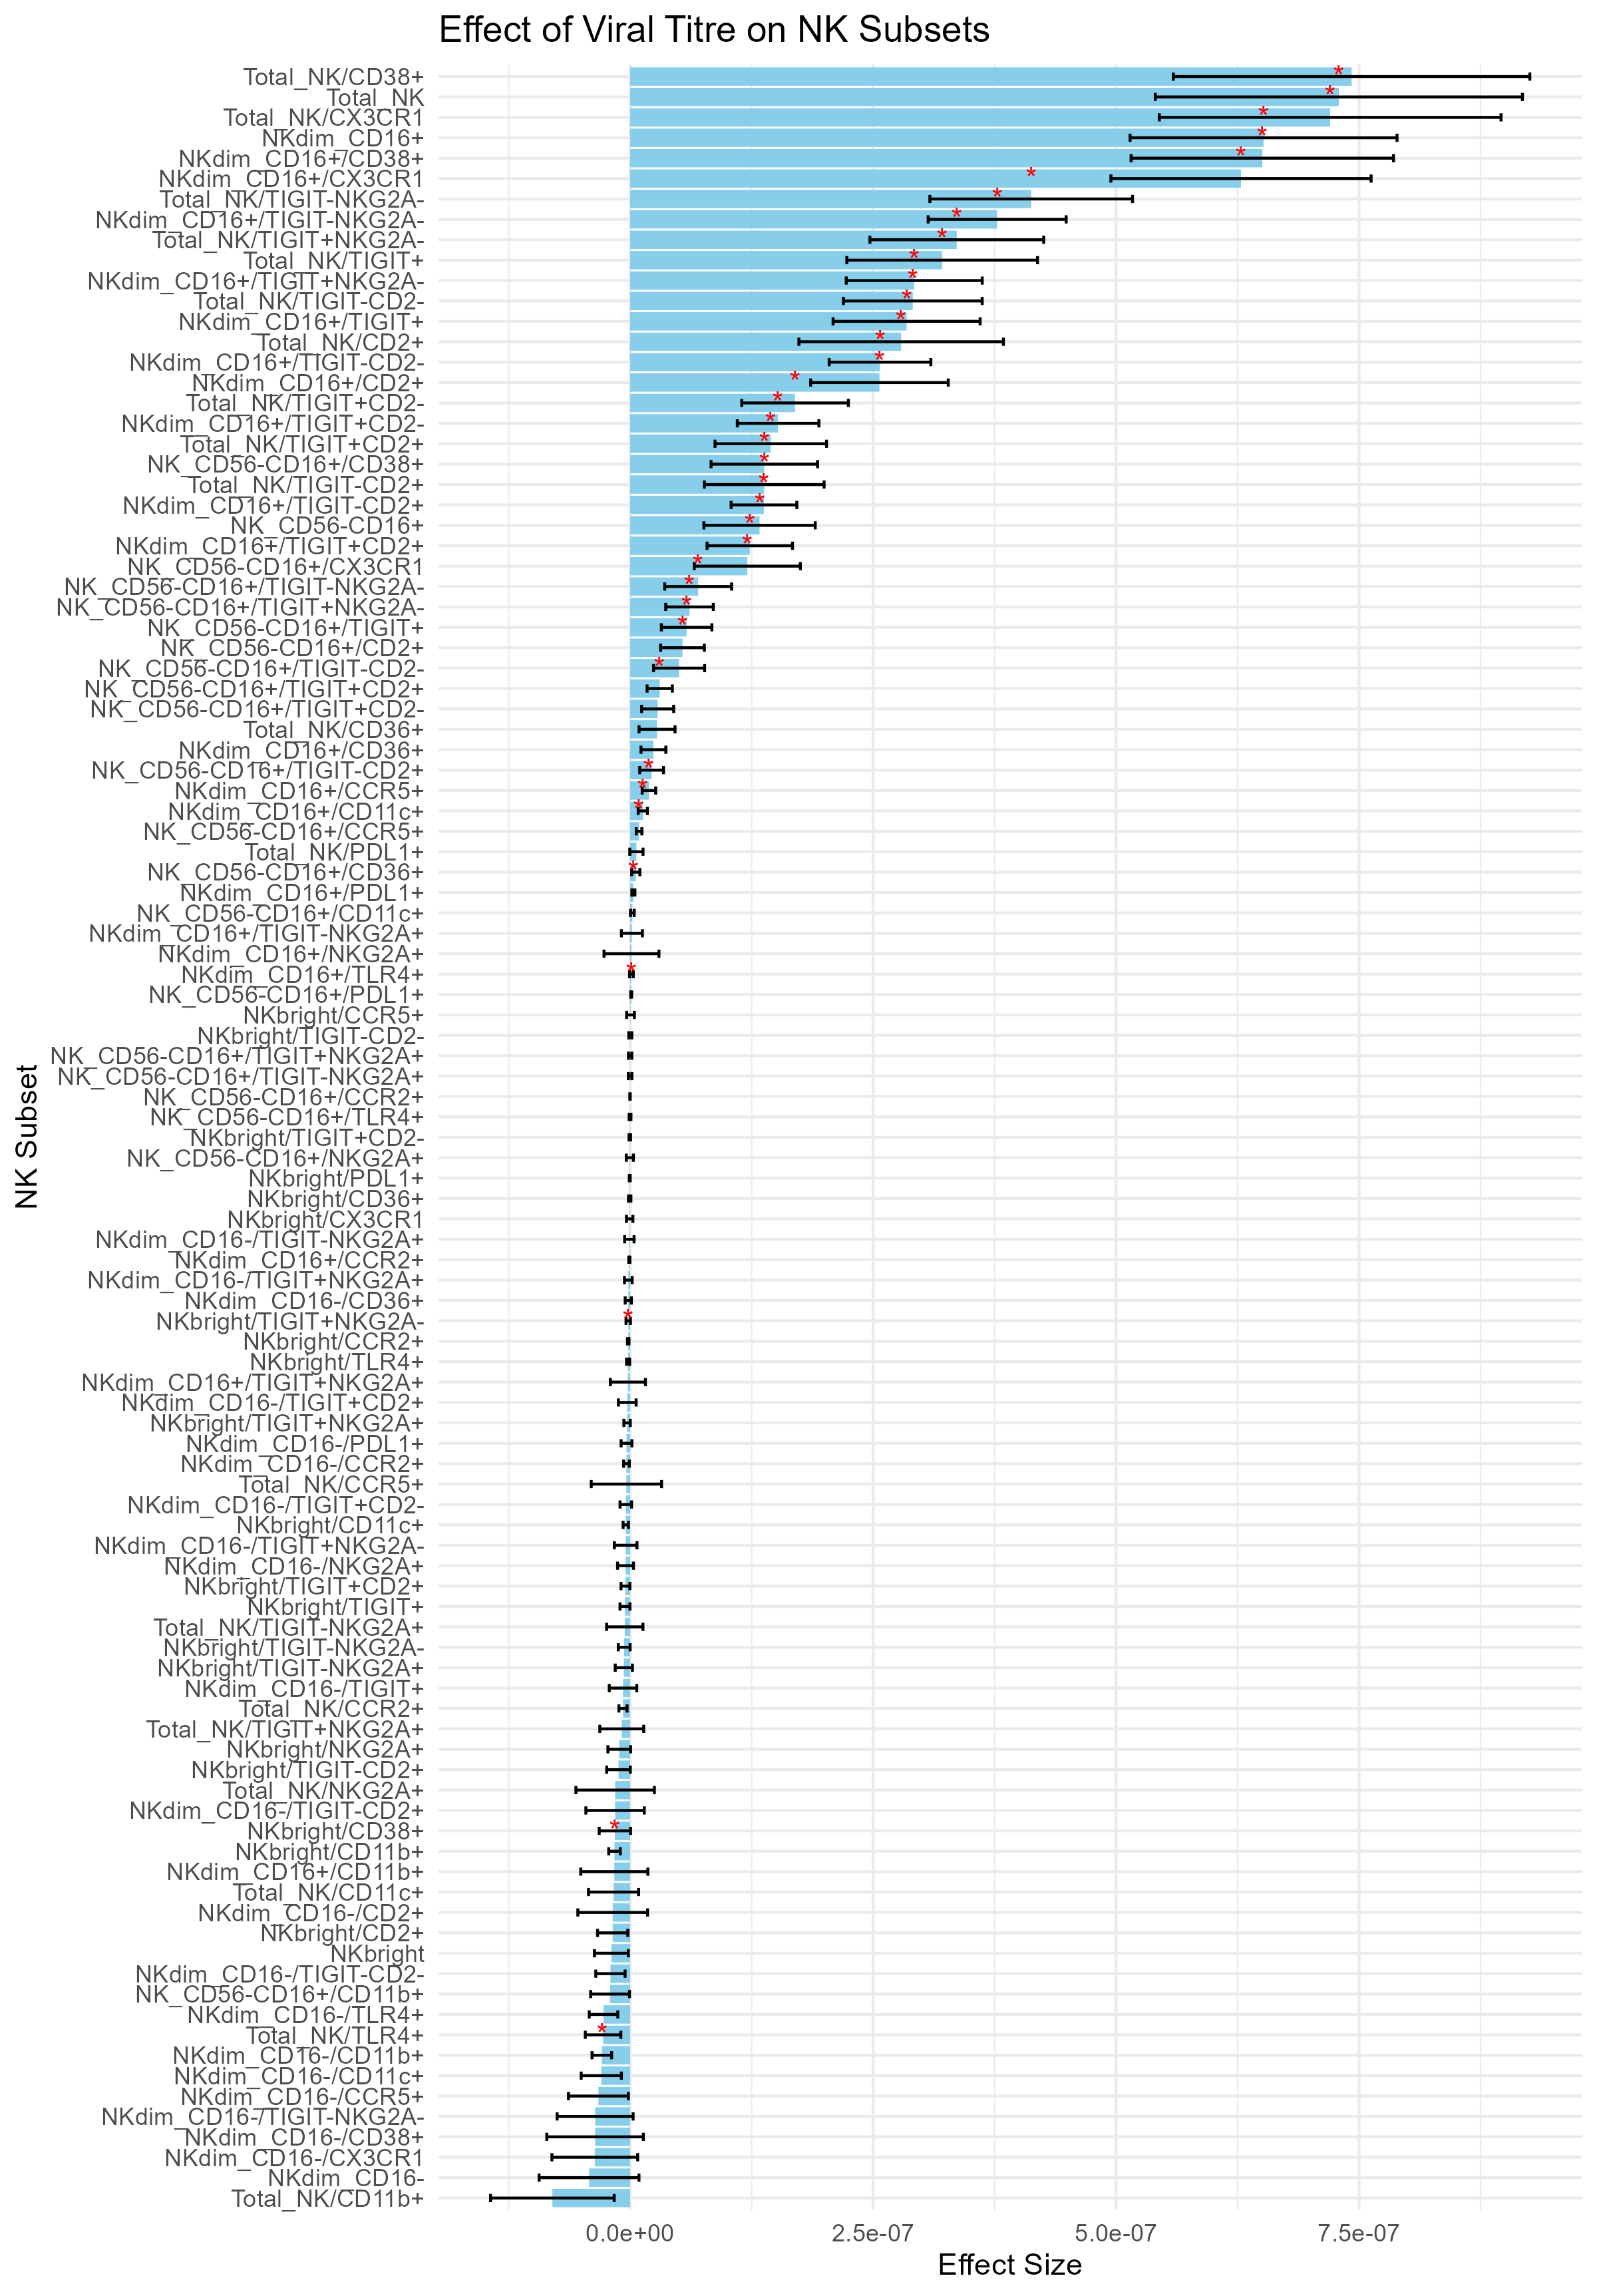 Effect of Viral Titre on NK Subsets
Total_NK/CD38+
Total_NK
Total_NK/CX3CR1
NKdim_CD16+
NKdim_CD16+/CD38+
NKdim_CD16+/CX3CR1
Total_NK/TIGIT-NKG2A-
NKdim_CD16+/TIGIT-NKG2A-
Total_NK/TIGIT+NKG2A-
Total_NK/TIGIT+
NKdim_CD16+/TIGIT+NKG2A-
Total_NK/TIGIT-CD2-
NKdim_CD16+/TIGIT+
Total_NK/CD2+
NKdim_CD16+/TIGIT-CD2-
NKdim_CD16+/CD2+
Total_NK/TIGIT+CD2-
NKdim_CD16+/TIGIT+CD2-
Total_NK/TIGIT+CD2+
NK_CD56-CD16+/CD38+
Total_NK/TIGIT-CD2+
NKdim_CD16+/TIGIT-CD2+
NK_CD56-CD16+
NKdim_CD16+/TIGIT+CD2+
NK_CD56-CD16+/CX3CR1
NK_CD56-CD16+/TIGIT-NKG2A-
NK_CD56-CD16+/TIGIT+NKG2A-
NK_CD56-CD16+/TIGIT+
NK_CD56-CD16+/CD2+
NK_CD56-CD16+/TIGIT-CD2-
NK_CD56-CD16+/TIGIT+CD2+
NK_CD56-CD16+/TIGIT+CD2-
Total_NK/CD36+
NKdim_CD16+/CD36+
NK_CD56-CD16+/TIGIT-CD2+
NKdim_CD16+/CCR5+
NKdim_CD16+/CD11c+
NK_CD56-CD16+/CCR5+
Total_NK/PDL1+
NK_CD56-CD16+/CD36+
NKdim_CD16+/PDL1+
NK_CD56-CD16+/CD11c+
NKdim_CD16+/TIGIT-NKG2A+
NKdim_CD16+/NKG2A+
NKdim_CD16+/TLR4+
NK_CD56-CD16+/PDL1+
NKbright/CCR5+
NKbright/TIGIT-CD2-
NK_CD56-CD16+/TIGIT+NKG2A+
NK_CD56-CD16+/TIGIT-NKG2A+
NK_CD56-CD16+/CCR2+
NK_CD56-CD16+/TLR4+
NKbright/TIGIT+CD2-
NK_CD56-CD16+/NKG2A+
NKbright/PDL1+
NKbright/CD36+
NKbright/CX3CR1
NKdim_CD16-/TIGIT-NKG2A+
NKdim_CD16+/CCR2+
NKdim_CD16-/TIGIT+NKG2A+
NKdim_CD16-/CD36+
NKbright/TIGIT+NKG2A-
NKbright/CCR2+
NKbright/TLR4+
NKdim_CD16+/TIGIT+NKG2A+
NKdim_CD16-/TIGIT+CD2+
NKbright/TIGIT+NKG2A+
NKdim_CD16-/PDL1+
NKdim_CD16-/CCR2+
Total_NK/CCR5+
NKdim_CD16-/TIGIT+CD2-
NKbright/CD11c+
NKdim_CD16-/TIGIT+NKG2A-
NKdim_CD16-/NKG2A+
NKbright/TIGIT+CD2+
NKbright/TIGIT+
Total_NK/TIGIT-NKG2A+
NKbright/TIGIT-NKG2A-
NKbright/TIGIT-NKG2A+
NKdim_CD16-/TIGIT+
Total_NK/CCR2+
Total_NK/TIGIT+NKG2A+
NKbright/NKG2A+
NKbright/TIGIT-CD2+
Total_NK/NKG2A+
NKdim_CD16-/TIGIT-CD2+
NKbright/CD38+
NKbright/CD11b+
NKdim_CD16+/CD11b+
Total_NK/CD11c+
NKdim_CD16-/CD2+
NKbright/CD2+
NKbright
NKdim_CD16-/TIGIT-CD2-
NK_CD56-CD16+/CD11b+
NKdim_CD16-/TLR4+
Total_NK/TLR4+
NKdim_CD16-/CD11b+
NKdim_CD16-/CD11c+
NKdim_CD16-/CCR5+
NKdim_CD16-/TIGIT-NKG2A-
NKdim_CD16-/CD38+
NKdim_CD16-/CX3CR1
NKdim_CD16-
Total_NK/CD11b+
NK Subset
0.0e+00 2.5e-07 5.0e-07 7.5e-07
Effect Size